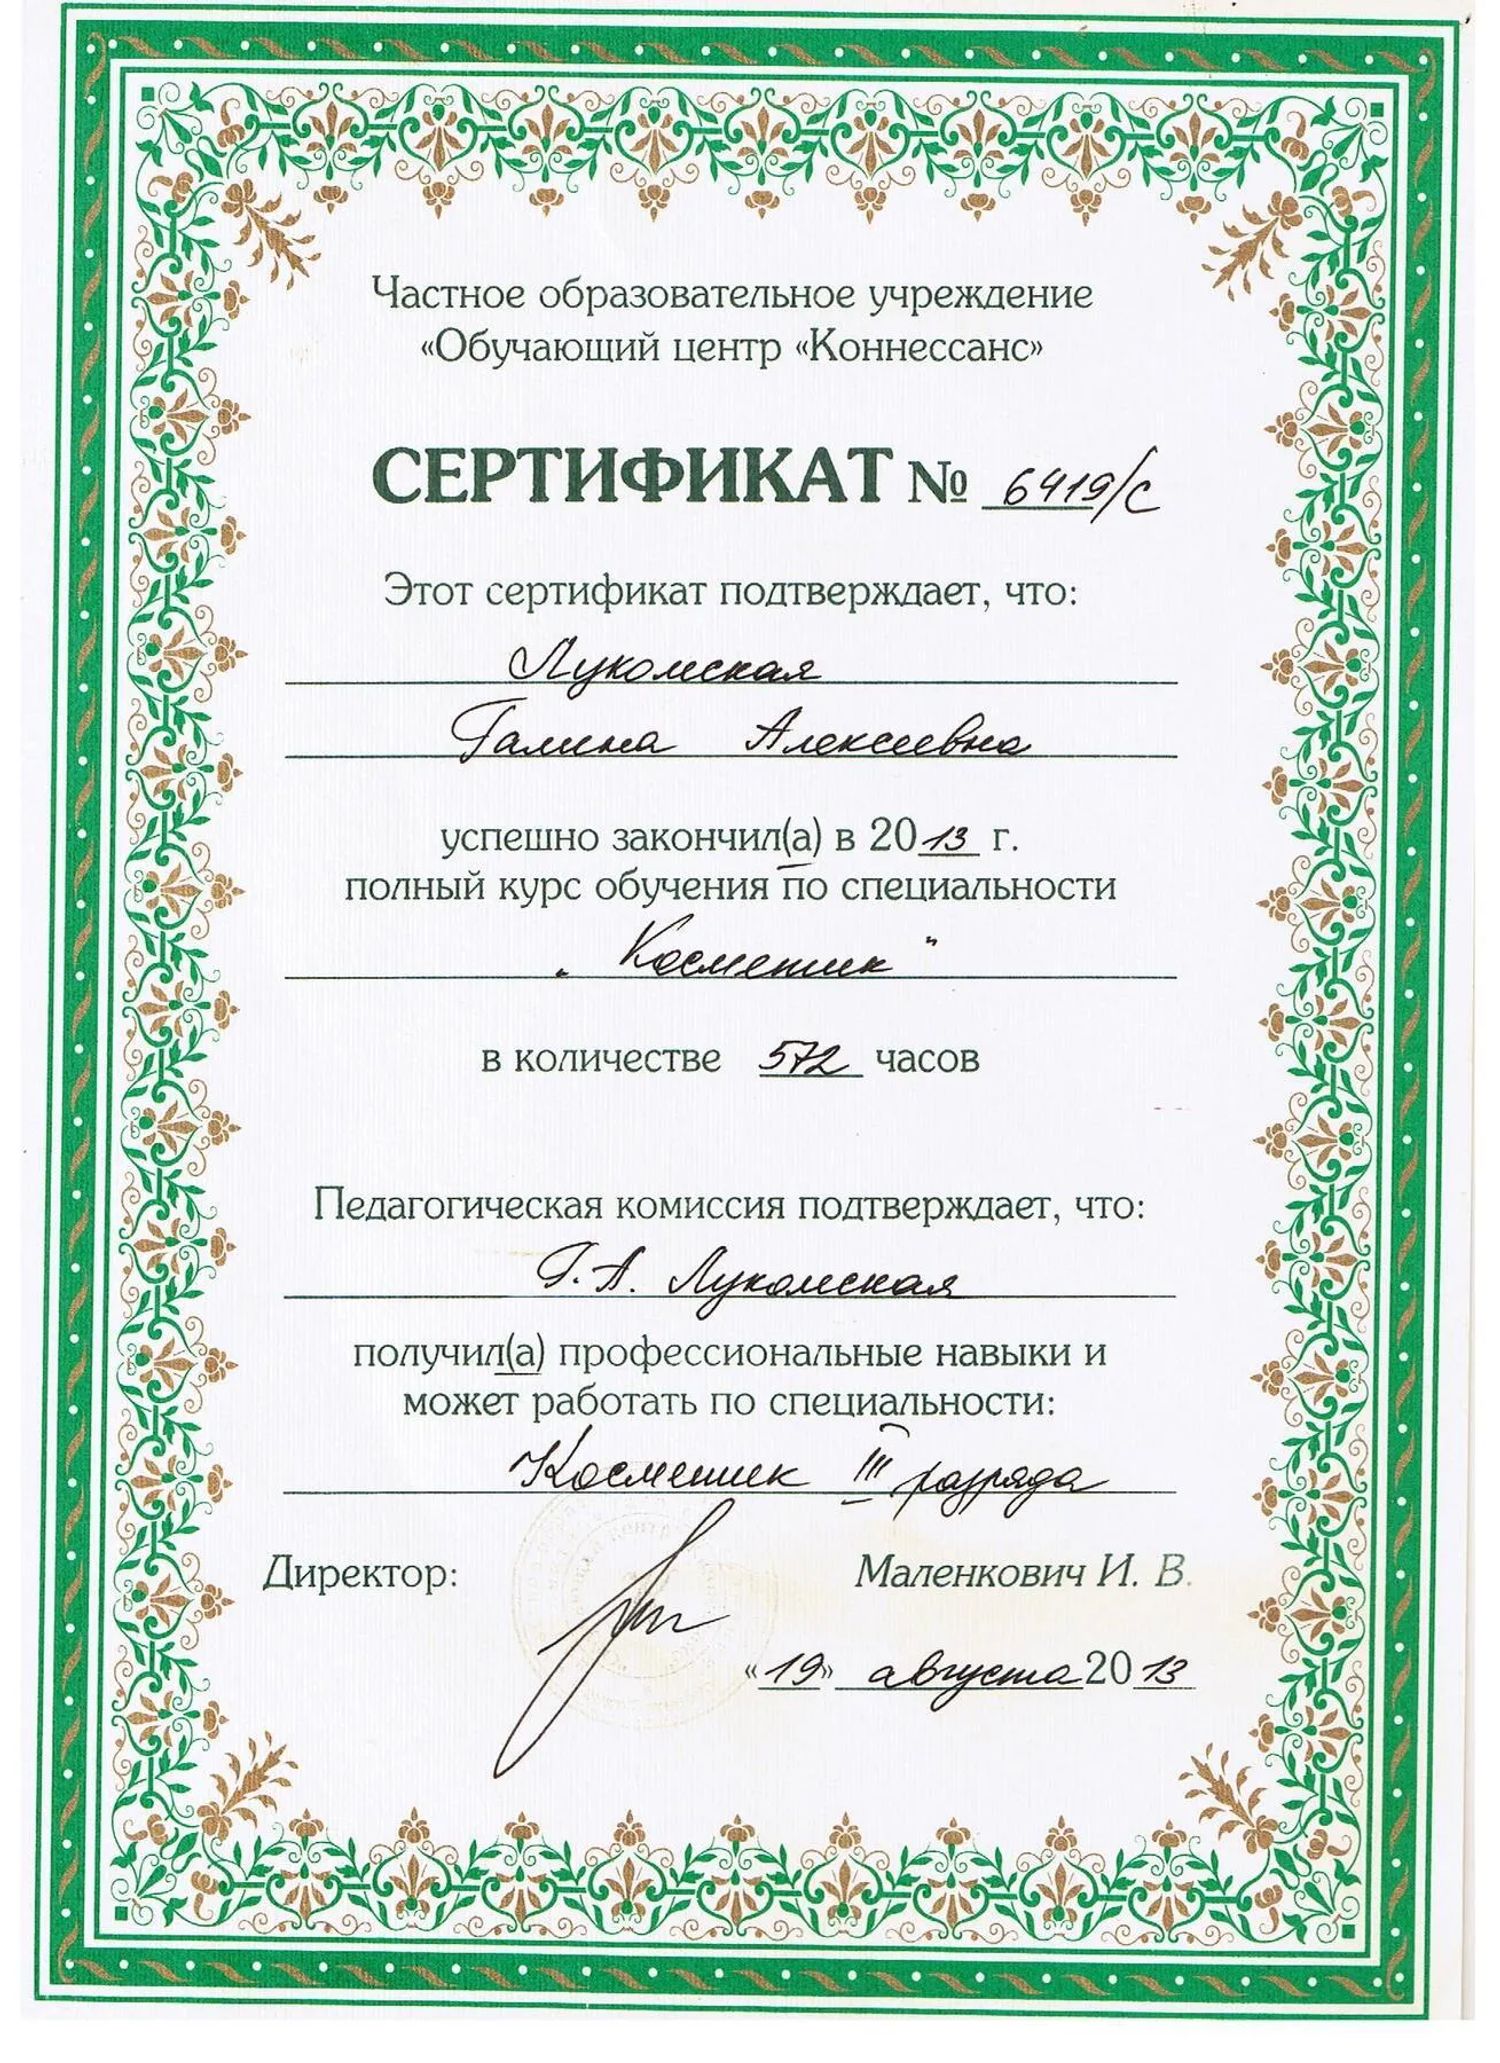 Частное образовательное учреждение
«Обучающий центр «Коннессанс»
СЕРТИФИКАТ № 6419/с
Этот сертификат подтверждает, что:
Лукомская
Галина Алексеевна
успешно закончил(а) в 2013 г.
полный курс обучения по специальности
„Косметик"
в количестве 572 часов
Педагогическая комиссия подтверждает, что:
Г. А. Лукомская
получил(а) профессиональные навыки и
может работать по специальности:
Косметик III разряда
Директор: Маленкович И. В.
«19» августа 2013